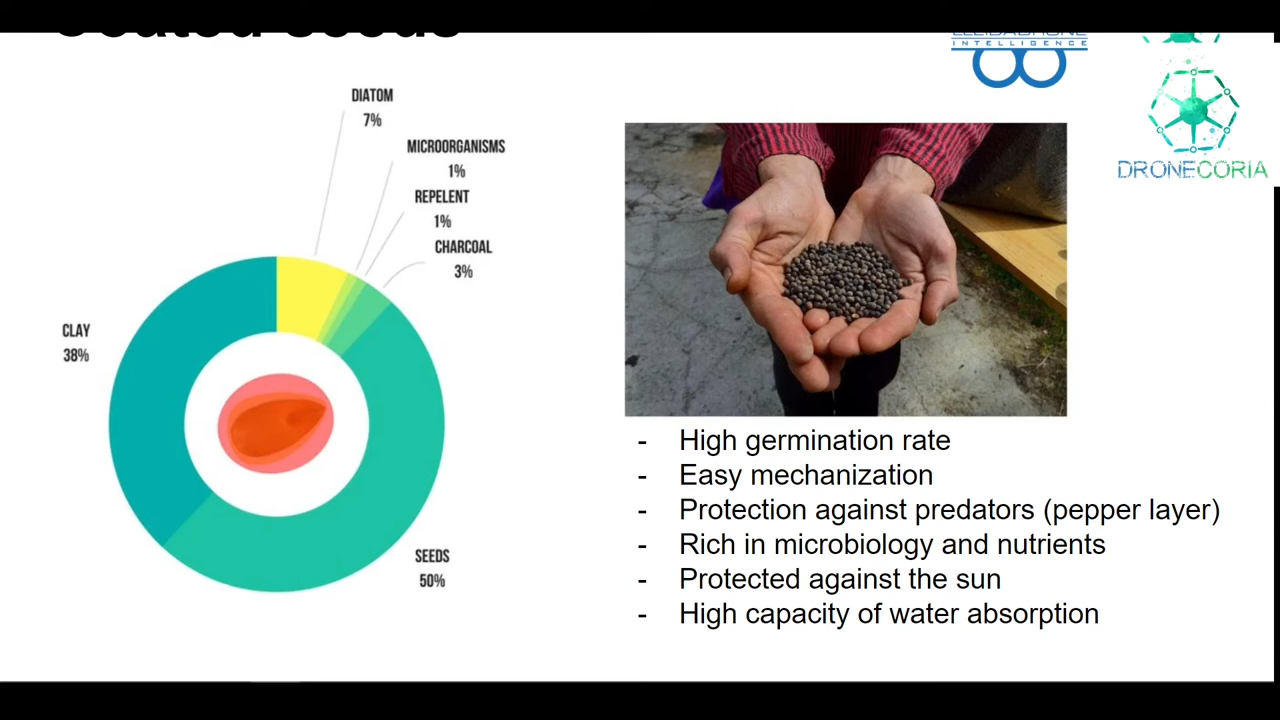 DIATOM
7%
MICROORGANISMS
1%
REPELENT
1%
CHARCOAL
3%
CLAY
38%
SEEDS
50%
INTELLIGENCE
DRONECORIA
- High germination rate
- Easy mechanization
- Protection against predators (pepper layer)
- Rich in microbiology and nutrients
- Protected against the sun
- High capacity of water absorption